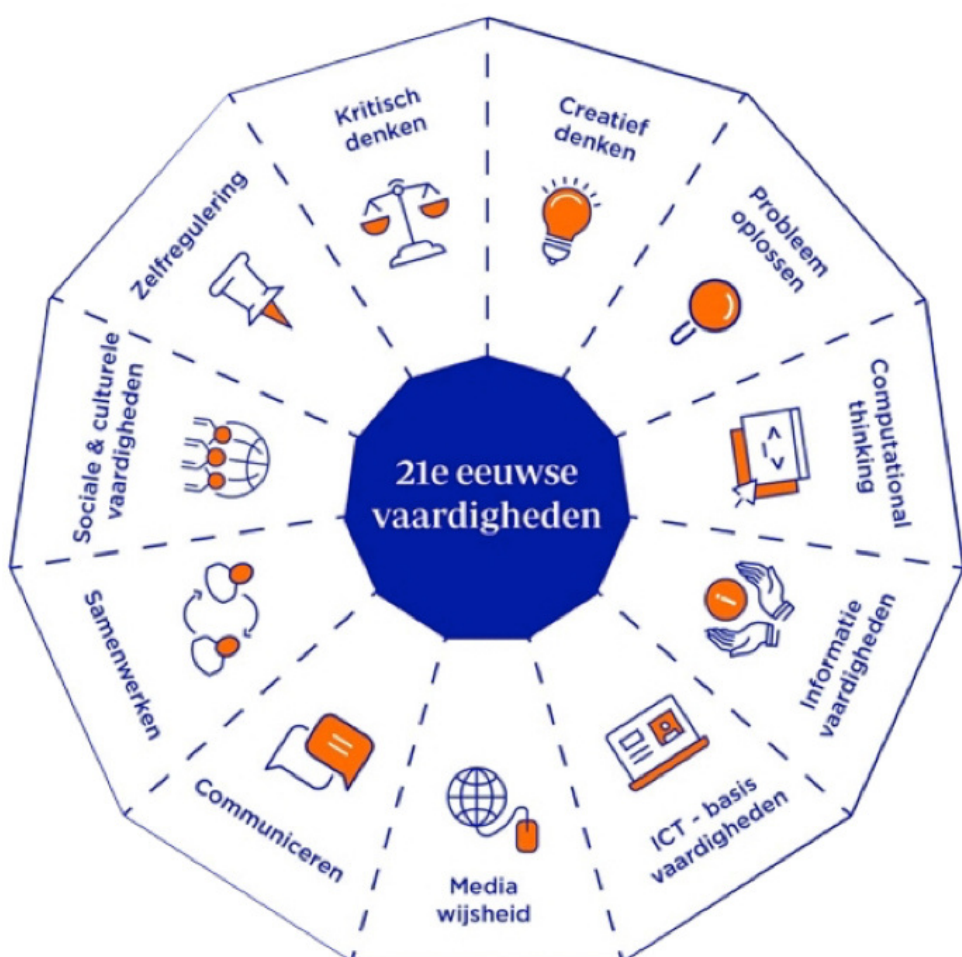 Kritisch
denken
Creatief
denken
Probleem
oplossen
Computational
thinking
Informatie
vaardigheden
ICT - basis
vaardigheden
Media
wijsheid
Communiceren
Samenwerken
Sociale & culturele
vaardigheden
Zelfregulering
21e eeuwse
vaardigheden